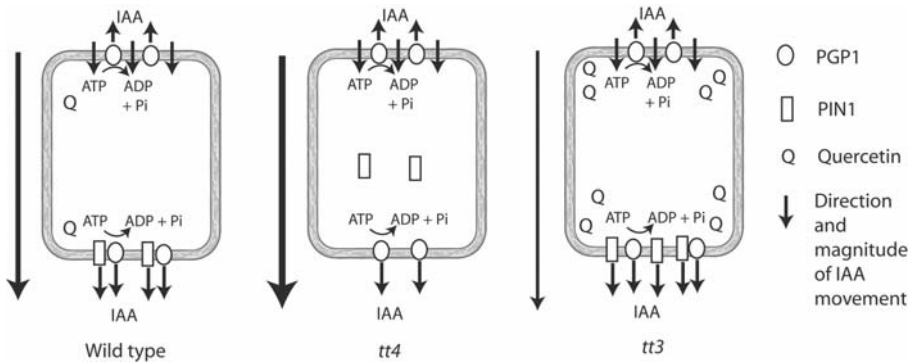 IAA
ATP
ADP
+ Pi
Q
Q
ATP
ADP + Pi
IAA
Wild type
IAA
ATP
ADP
+ Pi
ATP
ADP + Pi
IAA
tt4
IAA
Q
Q
Q
Q
ATP
ADP
+ Pi
Q
Q
Q
Q
ATP
ADP + Pi
IAA
tt3
PGP1
PIN1
Q
Quercetin
Direction
and
magnitude
of IAA
movement